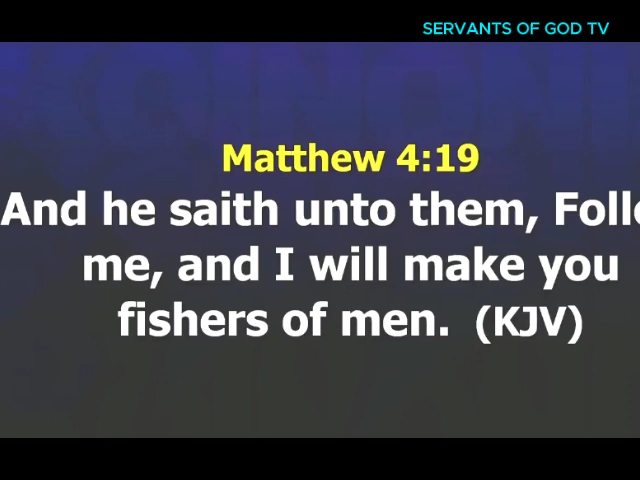 SERVANTS OF GOD TV
Matthew 4:19
And he saith unto them, Follo
me, and I will make you
fishers of men. (KJV)